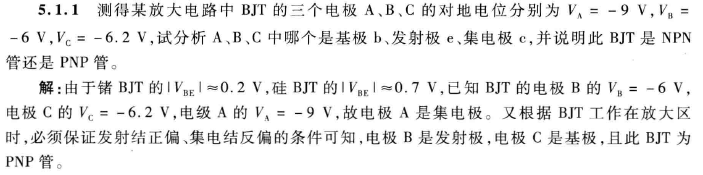 5.1.1 测得某放大电路中 BJT 的三个电极 A、B、C 的对地电位分别为 V_A = -9 V,V_B =
-6 V,V_C = -6.2 V,试分析 A、B、C 中哪个是基极 b、发射极 e、集电极 c,并说明此 BJT 是 NPN
管还是 PNP 管。
解:由于锗 BJT 的|V_BE|≈0.2 V,硅 BJT 的|V_BE|≈0.7 V,已知 BJT 的电极 B 的 V_B = -6 V,
电极 C 的 V_C = -6.2 V,电级 A 的 V_A = -9 V,故电极 A 是集电极。又根据 BJT 工作在放大区
时,必须保证发射结正偏、集电结反偏的条件可知,电极 B 是发射极,电极 C 是基极,且此 BJT 为
PNP 管。